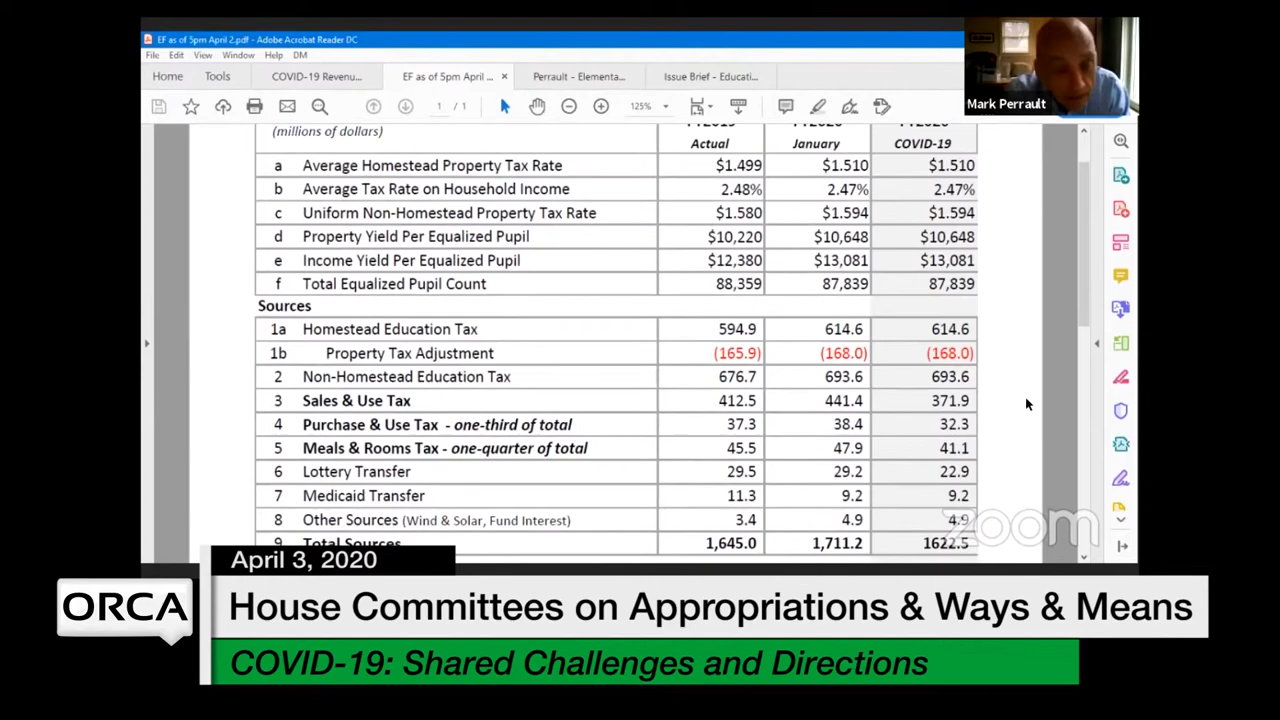 EF as of 5pm April 2.pdf - Adobe Acrobat Reader DC
File Edit View Window Help DM
Home Tools COVID-19 Revenu... EF as of 5pm April ... × Perrault - Elementa... Issue Brief - Educati...
1 / 1 125%
Mark Perrault
(millions of dollars) Actual January COVID-19
a Average Homestead Property Tax Rate $1.499 $1.510 $1.510
b Average Tax Rate on Household Income 2.48% 2.47% 2.47%
c Uniform Non-Homestead Property Tax Rate $1.580 $1.594 $1.594
d Property Yield Per Equalized Pupil $10,220 $10,648 $10,648
e Income Yield Per Equalized Pupil $12,380 $13,081 $13,081
f Total Equalized Pupil Count 88,359 87,839 87,839
Sources
1a Homestead Education Tax 594.9 614.6 614.6
1b Property Tax Adjustment (165.9) (168.0) (168.0)
2 Non-Homestead Education Tax 676.7 693.6 693.6
3 Sales & Use Tax 412.5 441.4 371.9
4 Purchase & Use Tax - one-third of total 37.3 38.4 32.3
5 Meals & Rooms Tax - one-quarter of total 45.5 47.9 41.1
6 Lottery Transfer 29.5 29.2 22.9
7 Medicaid Transfer 11.3 9.2 9.2
8 Other Sources (Wind & Solar, Fund Interest) 3.4 4.9 4.9
zoom
9 Total Sources 1,645.0 1,711.2 1622.5
April 3, 2020
ORCA House Committees on Appropriations & Ways & Means
COVID-19: Shared Challenges and Directions